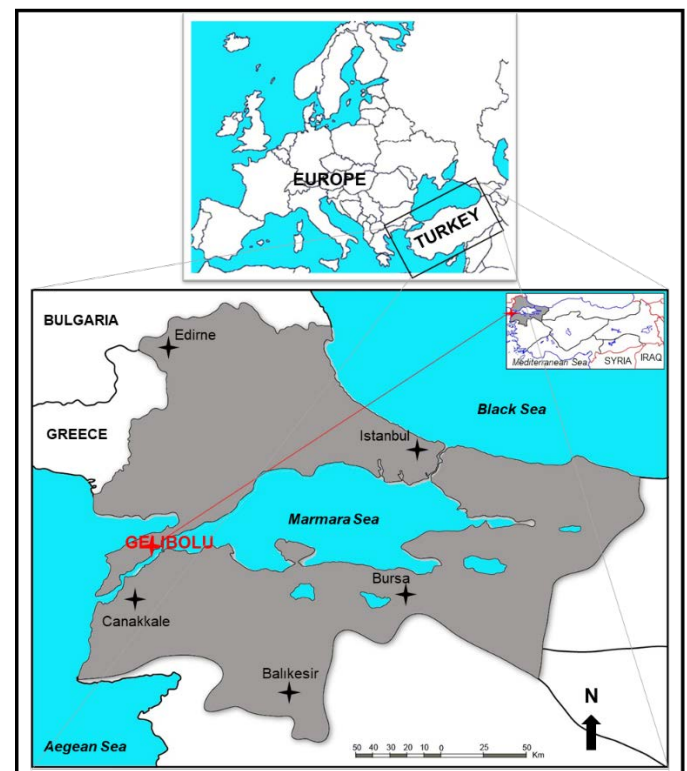 EUROPE
TURKEY
BULGARIA
Edirne
GREECE
Black Sea
Mediterranean Sea
SYRIA
IRAQ
Istanbul
Marmara Sea
GELIBOLU
Canakkale
Bursa
Balıkesir
Aegean Sea
N
50 40 30 20 10 0 25 50
Km